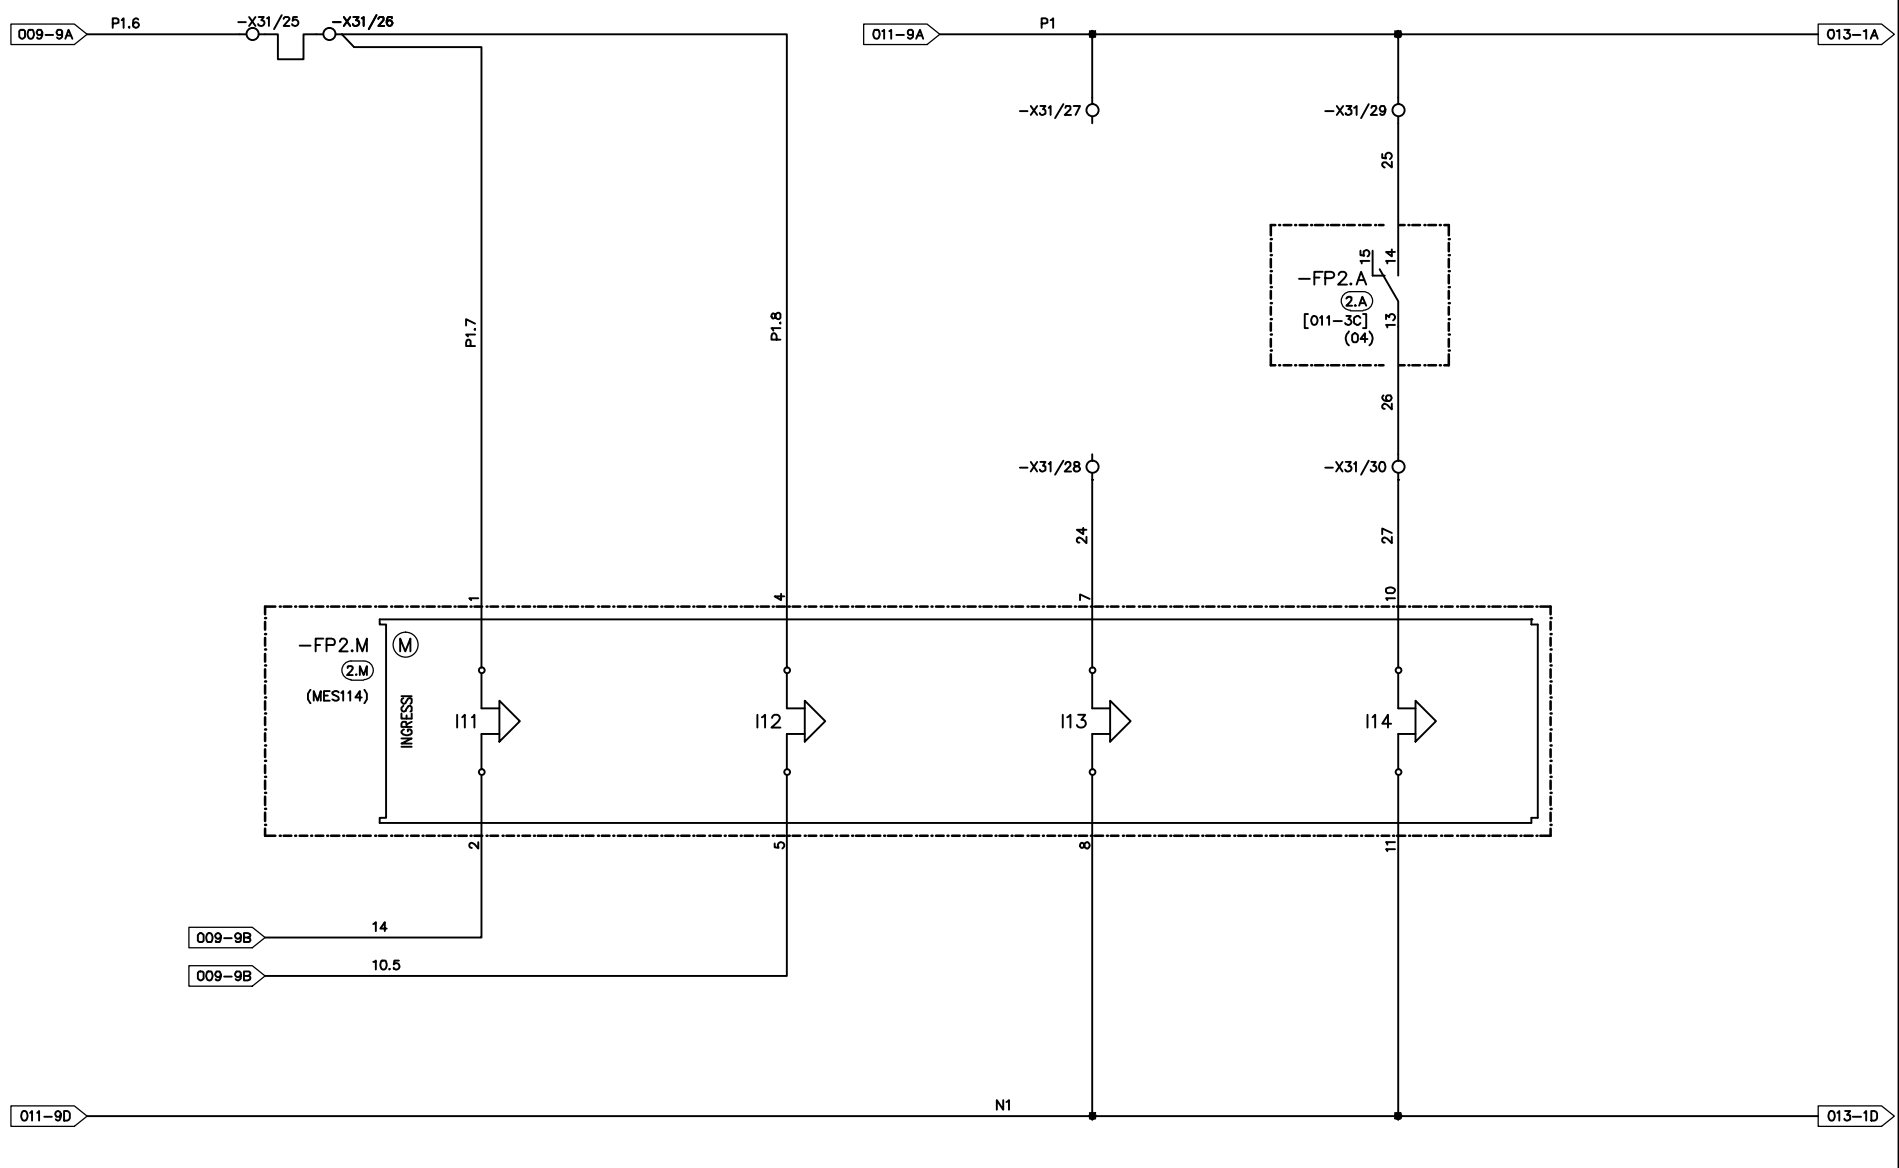 009-9A
P1.6
-X31/25
-X31/26
011-9A
P1
013-1A
-X31/27
-X31/29
25
15
14
-FP2.A
2.A
[011-3C]
13
(04)
P1.7
P1.8
26
-X31/28
-X31/30
24
27
1
4
7
10
-FP2.M
M
2.M
(MES114)
INGRESSI
I11
I12
I13
I14
2
5
8
11
009-9B
14
009-9B
10.5
011-9D
N1
013-1D